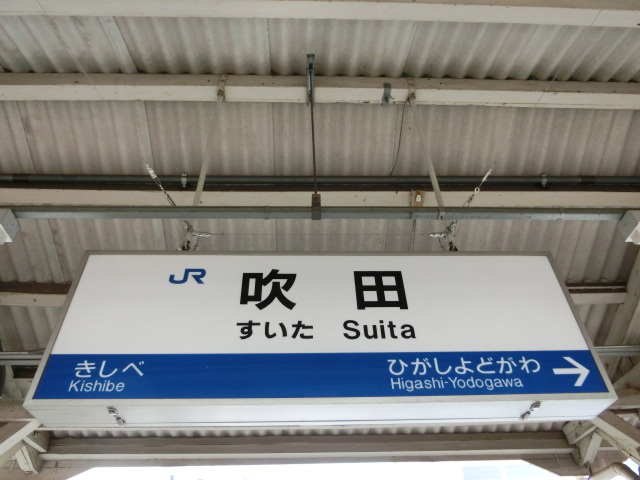 JR 吹田
すいた Suita
きしべ ひがしよどがわ →
Kishibe Higashi-Yodogawa